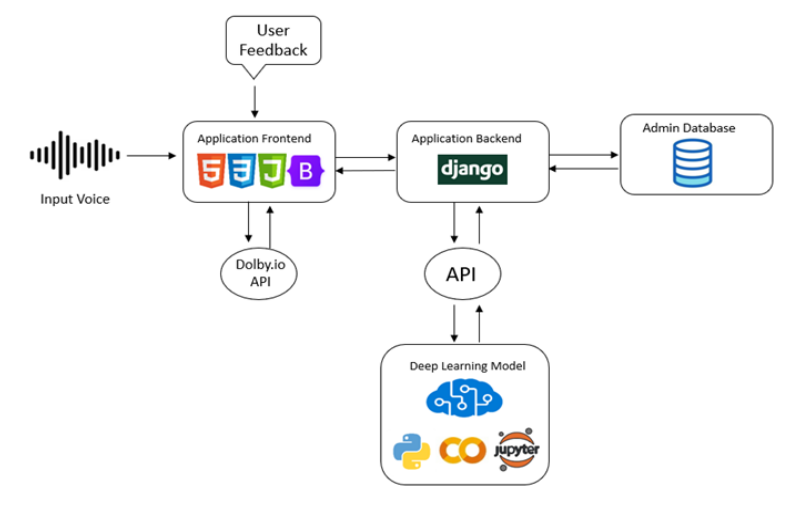 User
Feedback
Application Frontend
5 3 J B
Input Voice
Application Backend
django
Admin Database
Dolby.io
API
API
Deep Learning Model
jupyter